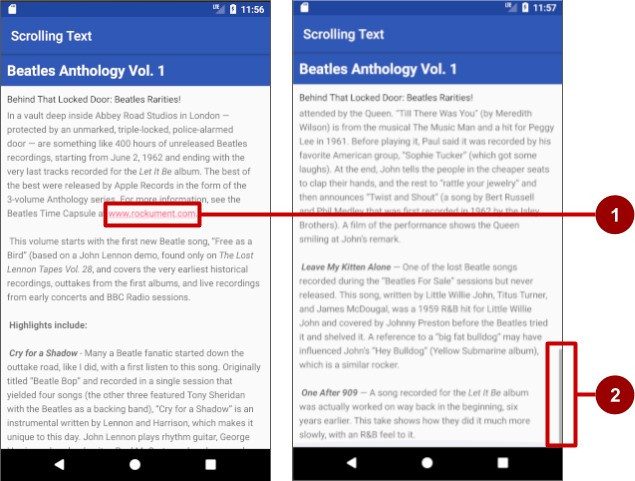 11:56
Scrolling Text
Beatles Anthology Vol. 1
Behind That Locked Door: Beatles Rarities!
In a vault deep inside Abbey Road Studios in London —
protected by an unmarked, triple-locked, police-alarmed
door — are something like 400 hours of unreleased Beatles
recordings, starting from June 2, 1962 and ending with the
very last tracks recorded for the Let It Be album. The best of
the best were released by Apple Records in the form of the
3-volume Anthology series. For more information, see the
Beatles Time Capsule at www.rockument.com.
This volume starts with the first new Beatle song, “Free as a
Bird” (based on a John Lennon demo, found only on The Lost
Lennon Tapes Vol. 28, and covers the very earliest historical
recordings, outtakes from the first albums, and live recordings
from early concerts and BBC Radio sessions.
Highlights include:
Cry for a Shadow - Many a Beatle fanatic started down the
outtake road, like I did, with a first listen to this song. Originally
titled “Beatle Bop” and recorded in a single session that
yielded four songs (the other three featured Tony Sheridan
with the Beatles as a backing band), “Cry for a Shadow” is an
instrumental written by Lennon and Harrison, which makes it
unique to this day. John Lennon plays rhythm guitar, George
11:57
Scrolling Text
Beatles Anthology Vol. 1
Behind That Locked Door: Beatles Rarities!
attended by the Queen. “Till There Was You” (by Meredith
Wilson) is from the musical The Music Man and a hit for Peggy
Lee in 1961. Before playing it, Paul said it was recorded by his
favorite American group, “Sophie Tucker” (which got some
laughs). At the end, John tells the people in the cheaper seats
to clap their hands, and the rest to “rattle your jewelry” and
then announces “Twist and Shout” (a song by Bert Russell
and Phil Medley that was first recorded in 1962 by the Isley
Brothers). A film of the performance shows the Queen
smiling at John's remark.
Leave My Kitten Alone — One of the lost Beatle songs
recorded during the “Beatles For Sale” sessions but never
released. This song, written by Little Willie John, Titus Turner,
and James McDougal, was a 1959 R&B hit for Little Willie
John and covered by Johnny Preston before the Beatles tried
it and shelved it. A reference to a “big fat bulldog” may have
influenced John's “Hey Bulldog” (Yellow Submarine album),
which is a similar rocker.
One After 909 — A song recorded for the Let It Be album
was actually worked on way back in the beginning, six
years earlier. This take shows how they did it much more
slowly, with an R&B feel to it.
1
2